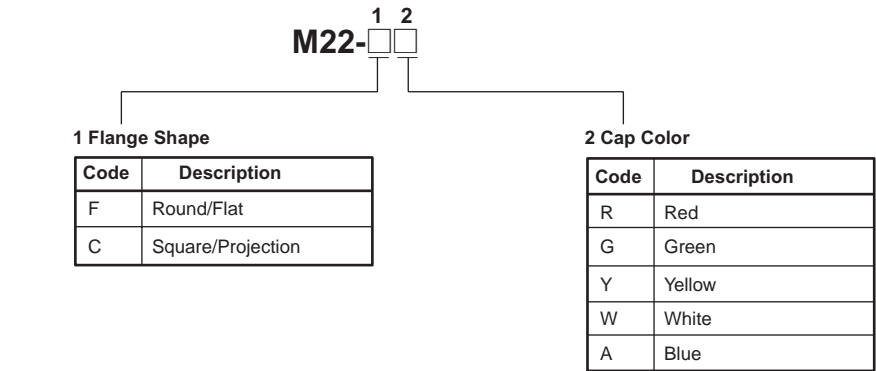 1 2
M22-□□
1 Flange Shape
Code Description
F Round/Flat
C Square/Projection
2 Cap Color
Code Description
R Red
G Green
Y Yellow
W White
A Blue